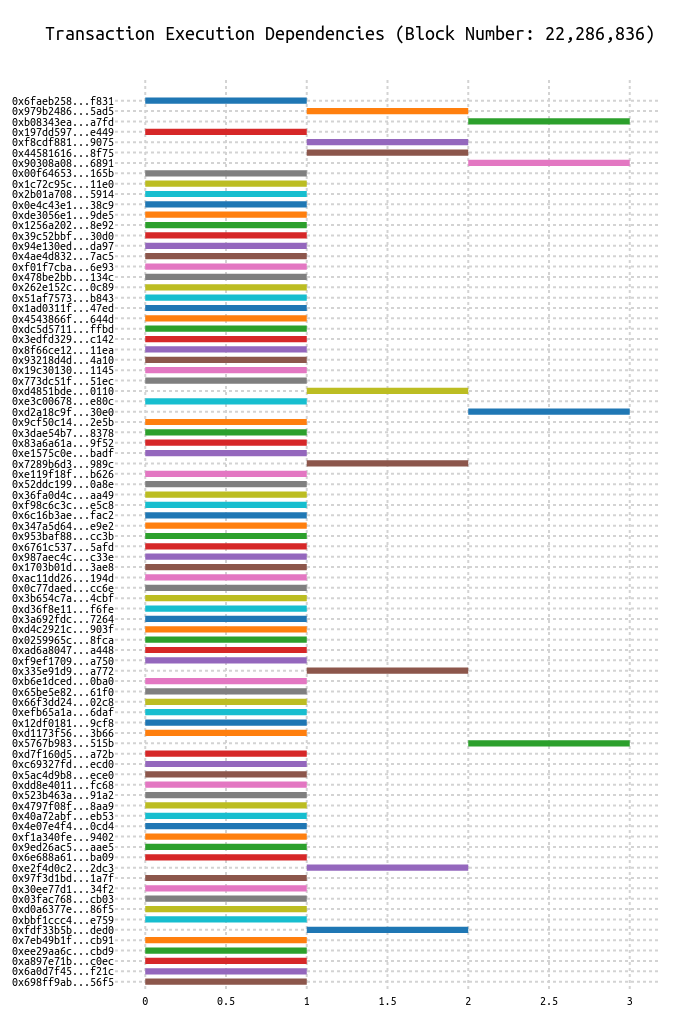 Transaction Execution Dependencies (Block Number: 22,286,836)
0x6faeb258...f831
0x979b2486...5ad5
0xb08343ea...a7fd
0x197dd597...e449
0xf8cdf881...9075
0x44581616...8f75
0x90308a08...6891
0x00f64653...165b
0x1c72c95c...11e0
0x2b01a708...5914
0x0e4c43e1...38c9
0xde3056e1...9de5
0x1256a202...8e92
0x39c52bbf...30d0
0x94e130ed...da97
0x4ae4d832...7ac5
0xf01f7cba...6e93
0x478be2bb...134c
0x262e152c...0c89
0x51af7573...b843
0x1ad0311f...47ed
0x4543866f...644d
0xdc5d5711...ffbd
0x3edfd329...c142
0x8f66ce12...11ea
0x93218d4d...4a10
0x19c30130...1145
0x773dc51f...51ec
0xd4851bde...0110
0xe3c00678...e80c
0xd2a18c9f...30e0
0x9cf50c14...2e5b
0x3dae54b7...8378
0x83a6a61a...9f52
0xe1575c0e...badf
0x7289b6d3...989c
0xe119f18f...b626
0x52ddc199...0a8e
0x36fa0d4c...aa49
0xf98c6c3c...e5c8
0x6c16b3ae...fac2
0x347a5d64...e9e2
0x953baf88...cc3b
0x6761c537...5afd
0x987aec4c...c33e
0x1703b01d...3ae8
0xac11dd26...194d
0x0c77daed...cc6e
0x3b654c7a...4cbf
0xd36f8e11...f6fe
0x3a692fdc...7264
0xd4c2921c...903f
0x0259965c...8fca
0xad6a8047...a448
0xf9ef1709...a750
0x335e91d9...a772
0xb6e1dced...0ba0
0x65be5e82...61f0
0x66f3dd24...02c8
0xefb65a1a...6daf
0x12df0181...9cf8
0xd1173f56...3b66
0x5767b983...515b
0xd7f160d5...a72b
0xc69327fd...ecd0
0x5ac4d9b8...ece0
0xdd8e4011...fc68
0x523b463a...91a2
0x4797f08f...8aa9
0x40a72abf...eb53
0x4e07e4f4...0cd4
0xf1a340fe...9402
0x9ed26ac5...aae5
0x6e688a61...ba09
0xe2f4d0c2...2dc3
0x97f3d1bd...1a7f
0x30ee77d1...34f2
0x03fac768...cb03
0xd0a6377e...86f5
0xbbf1ccc4...e759
0xfdf33b5b...ded0
0x7eb49b1f...cb91
0xee29aa6c...cbd9
0xa897e71b...c0ec
0x6a0d7f45...f21c
0x698ff9ab...56f5
0 0.5 1 1.5 2 2.5 3